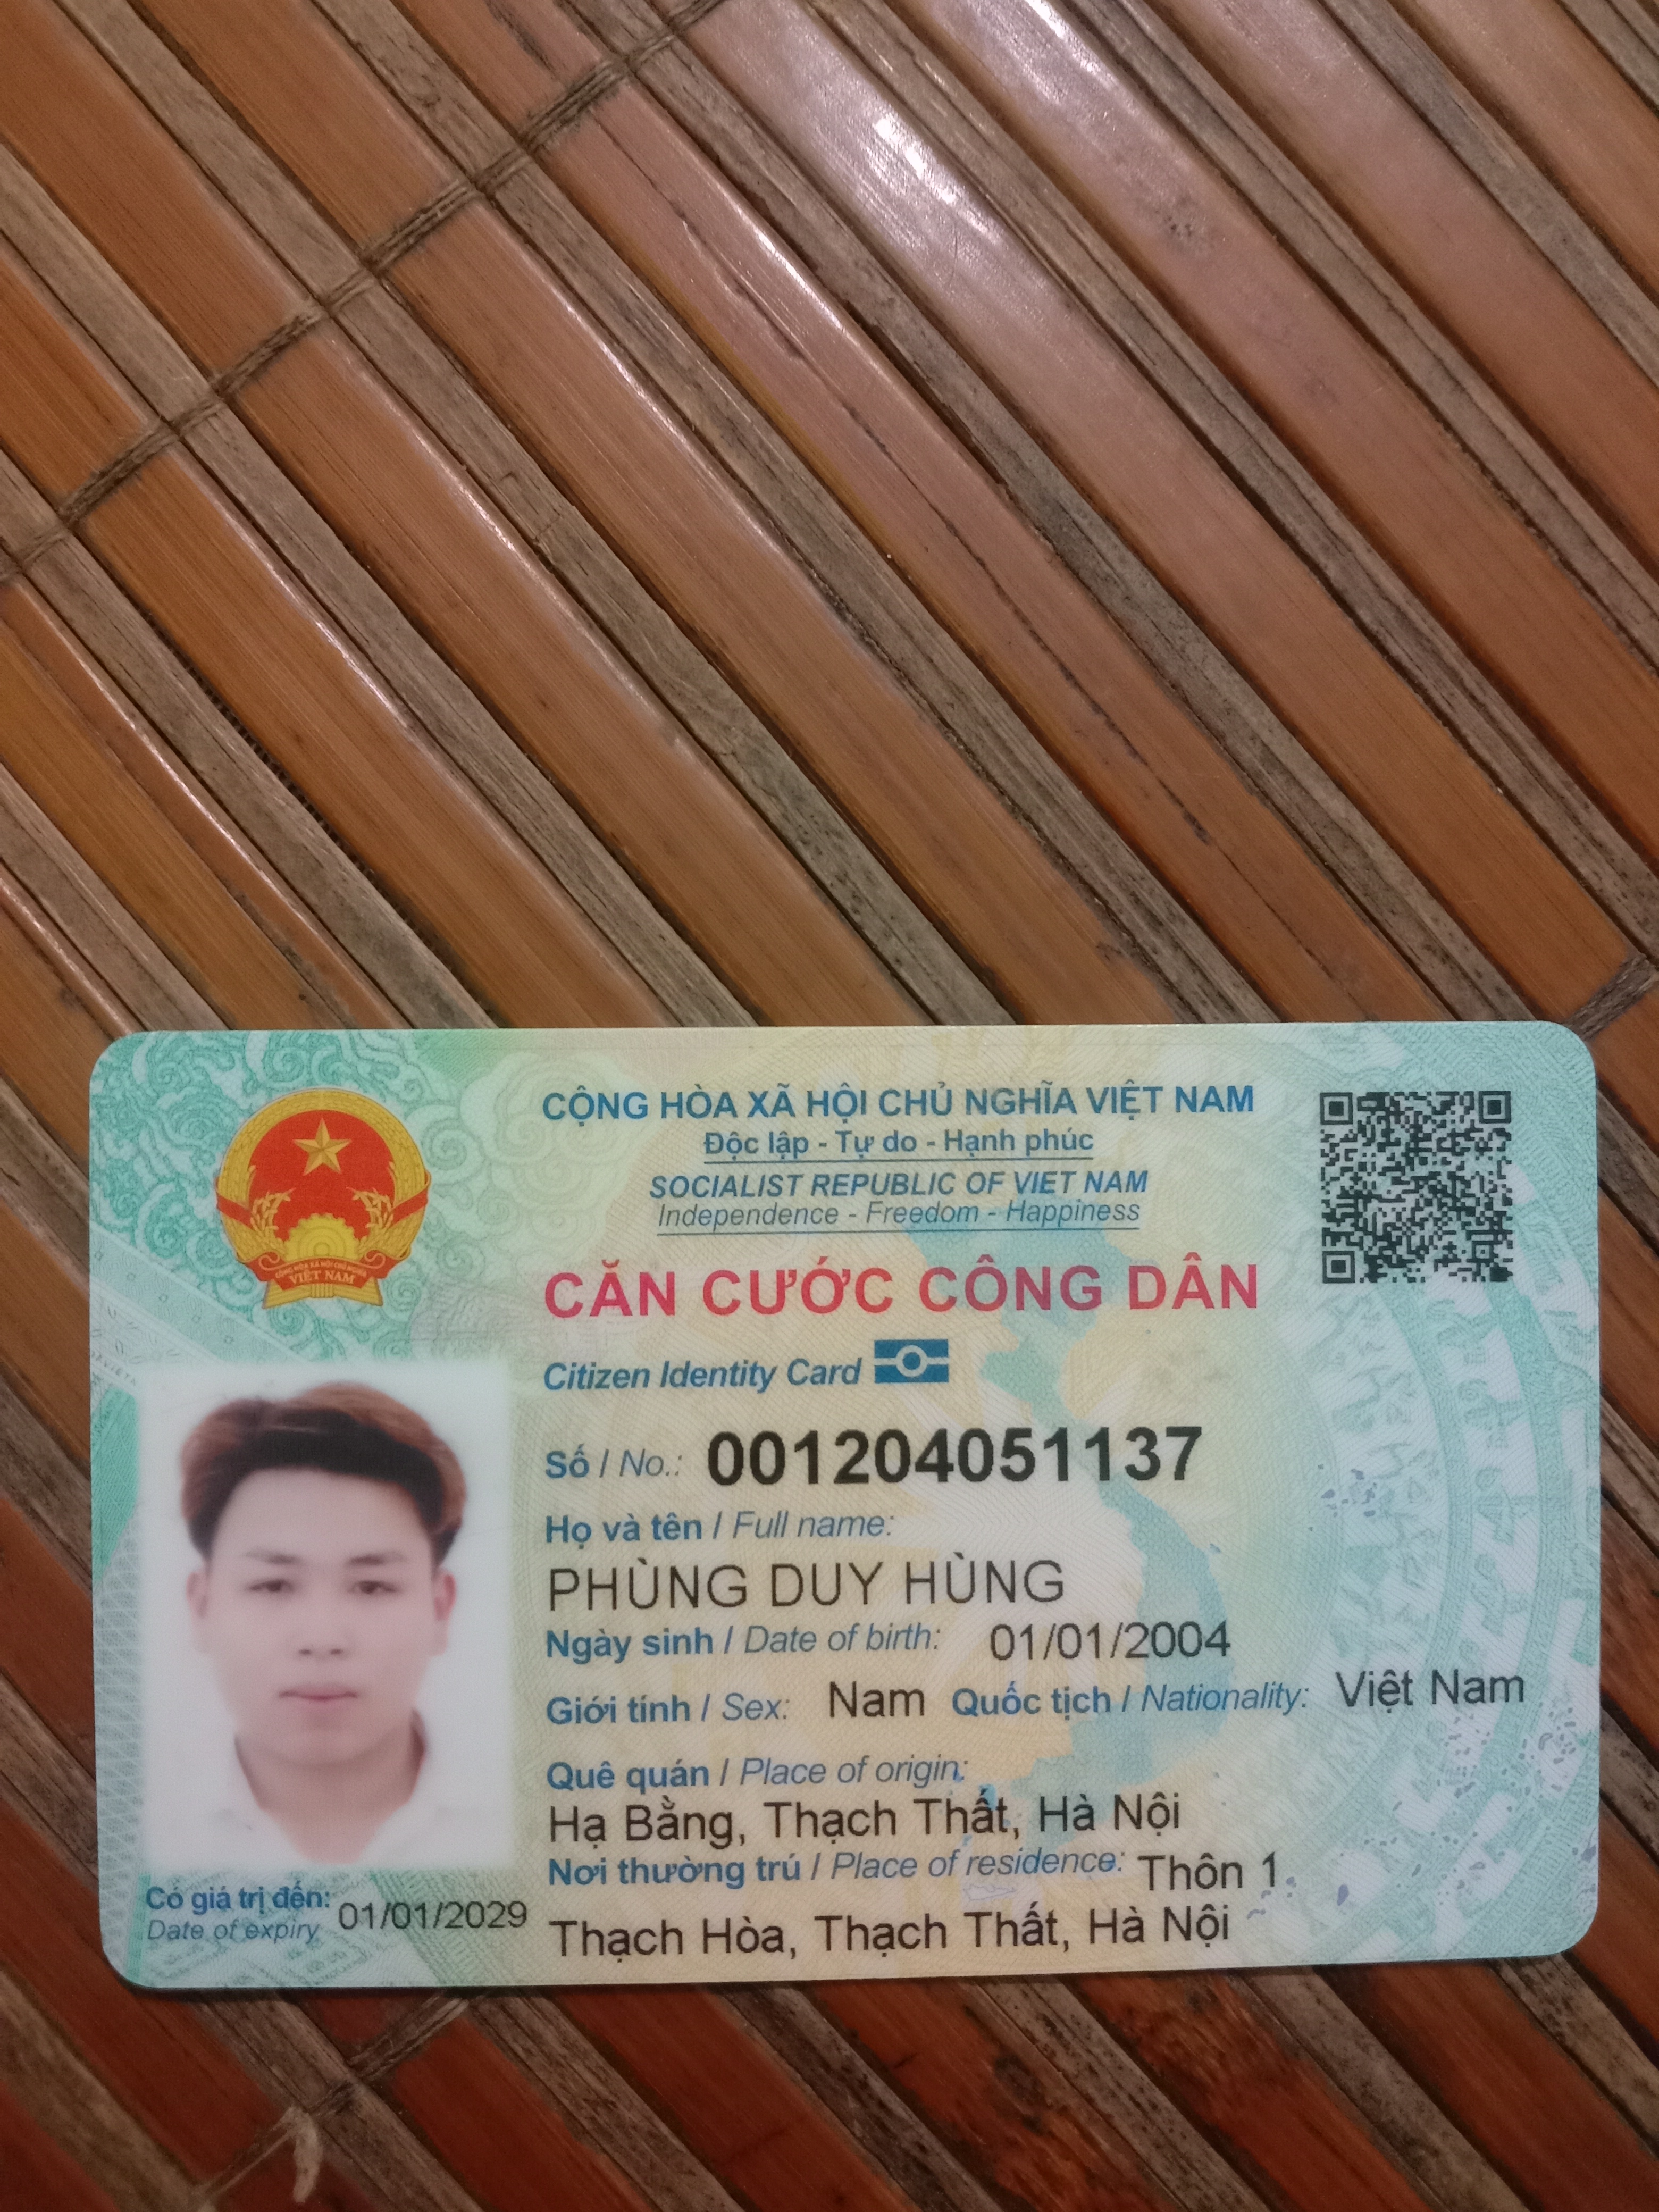 CỘNG HÒA XÃ HỘI CHỦ NGHĨA VIỆT NAM
Độc lập - Tự do - Hạnh phúc
SOCIALIST REPUBLIC OF VIET NAM
Independence - Freedom - Happiness
CĂN CƯỚC CÔNG DÂN
Citizen Identity Card
Số / No.: 001204051137
Họ và tên / Full name:
PHÙNG DUY HÙNG
Ngày sinh / Date of birth: 01/01/2004
Giới tính / Sex: Nam Quốc tịch / Nationality: Việt Nam
Quê quán / Place of origin:
Hạ Bằng, Thạch Thất, Hà Nội
Nơi thường trú / Place of residence: Thôn 1
Thạch Hòa, Thạch Thất, Hà Nội
Có giá trị đến: 01/01/2029
Date of expiry
VIỆT NAM